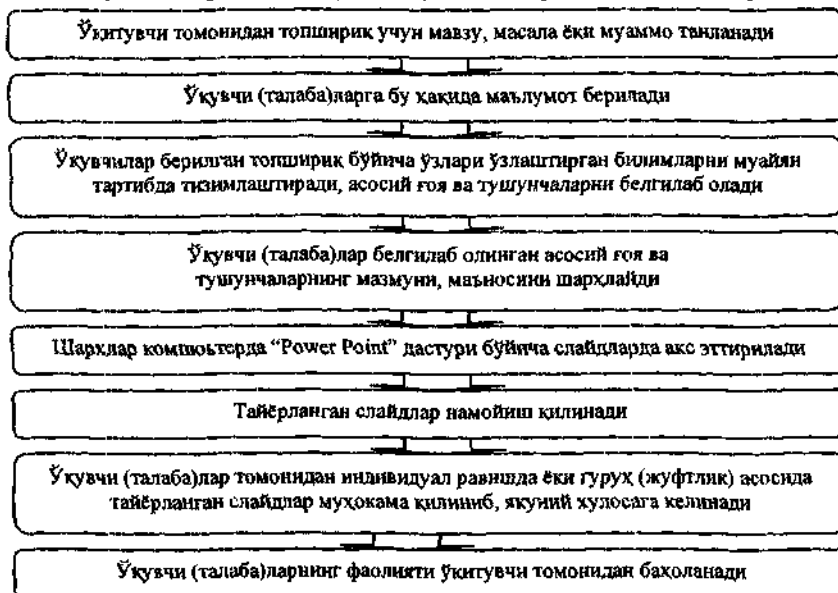 Ўқитувчи томонидан топшириқ учун мавзу, масала ёки муаммо танланади
Ўқувчи (талаба)ларга бу ҳақида маълумот берилади
Ўқувчилар берилган топшириқ бўйича ўзлари ўзлаштирган билимларни муайян
тартибда тизимлаштиради, асосий ғоя ва тушунчаларни белгилаб олади
Ўқувчи (талаба)лар белгилаб олинган асосий ғоя ва
тушунчаларнинг мазмуни, маъносини шарҳлайди
Шарҳлар компьютерда “Power Point” дастури бўйича слайдларда акс эттирилади
Тайёрланган слайдлар намойиш қилинади
Ўқувчи (талаба)лар томонидан индивидуал равишда ёки гуруҳ (жуфтлик) асосида
тайёрланган слайдлар муҳокама қилиниб, якуний хулосага келинади
Ўқувчи (талаба)ларнинг фаолияти ўқитувчи томонидан баҳоланади